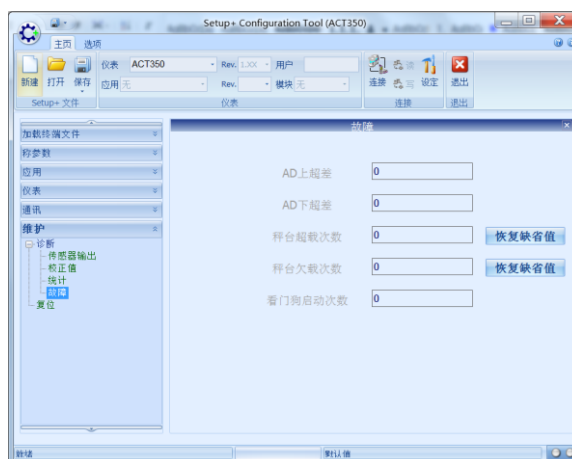 Setup+ Configuration Tool (ACT350)
主页 选项
新建 打开 保存 仪表 ACT350 Rev. 1.XX 用户
应用 无 Rev. 模块 无
连接 读 写 设定 退出
Setup+ 文件 仪表 连接 退出
故障
加载终端文件
秤参数
应用
仪表
通讯
维护
诊断
传感器输出
校正值
统计
故障
复位
AD上超差 0
AD下超差 0
秤台超载次数 0 恢复缺省值
秤台欠载次数 0 恢复缺省值
看门狗启动次数 0
就绪 默认值